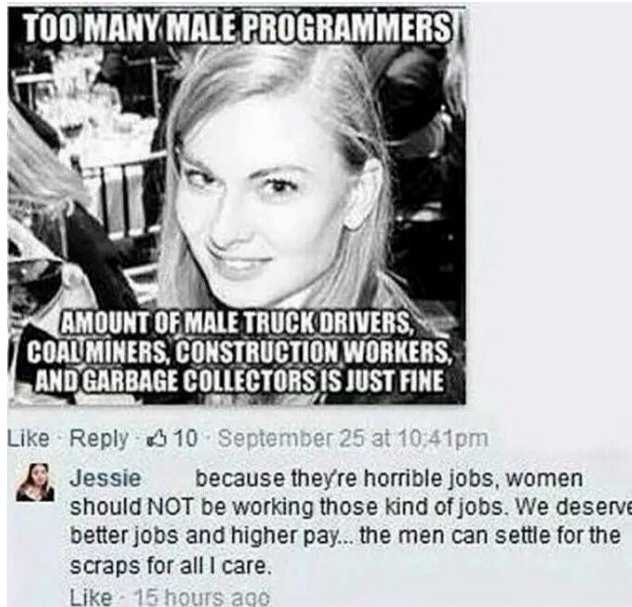 TOO MANY MALE PROGRAMMERS
AMOUNT OF MALE TRUCK DRIVERS,
COAL MINERS, CONSTRUCTION WORKERS,
AND GARBAGE COLLECTORS IS JUST FINE
Like · Reply · 10 · September 25 at 10:41pm
Jessie because they're horrible jobs, women
should NOT be working those kind of jobs. We deserve
better jobs and higher pay... the men can settle for the
scraps for all I care.
Like · 15 hours ago